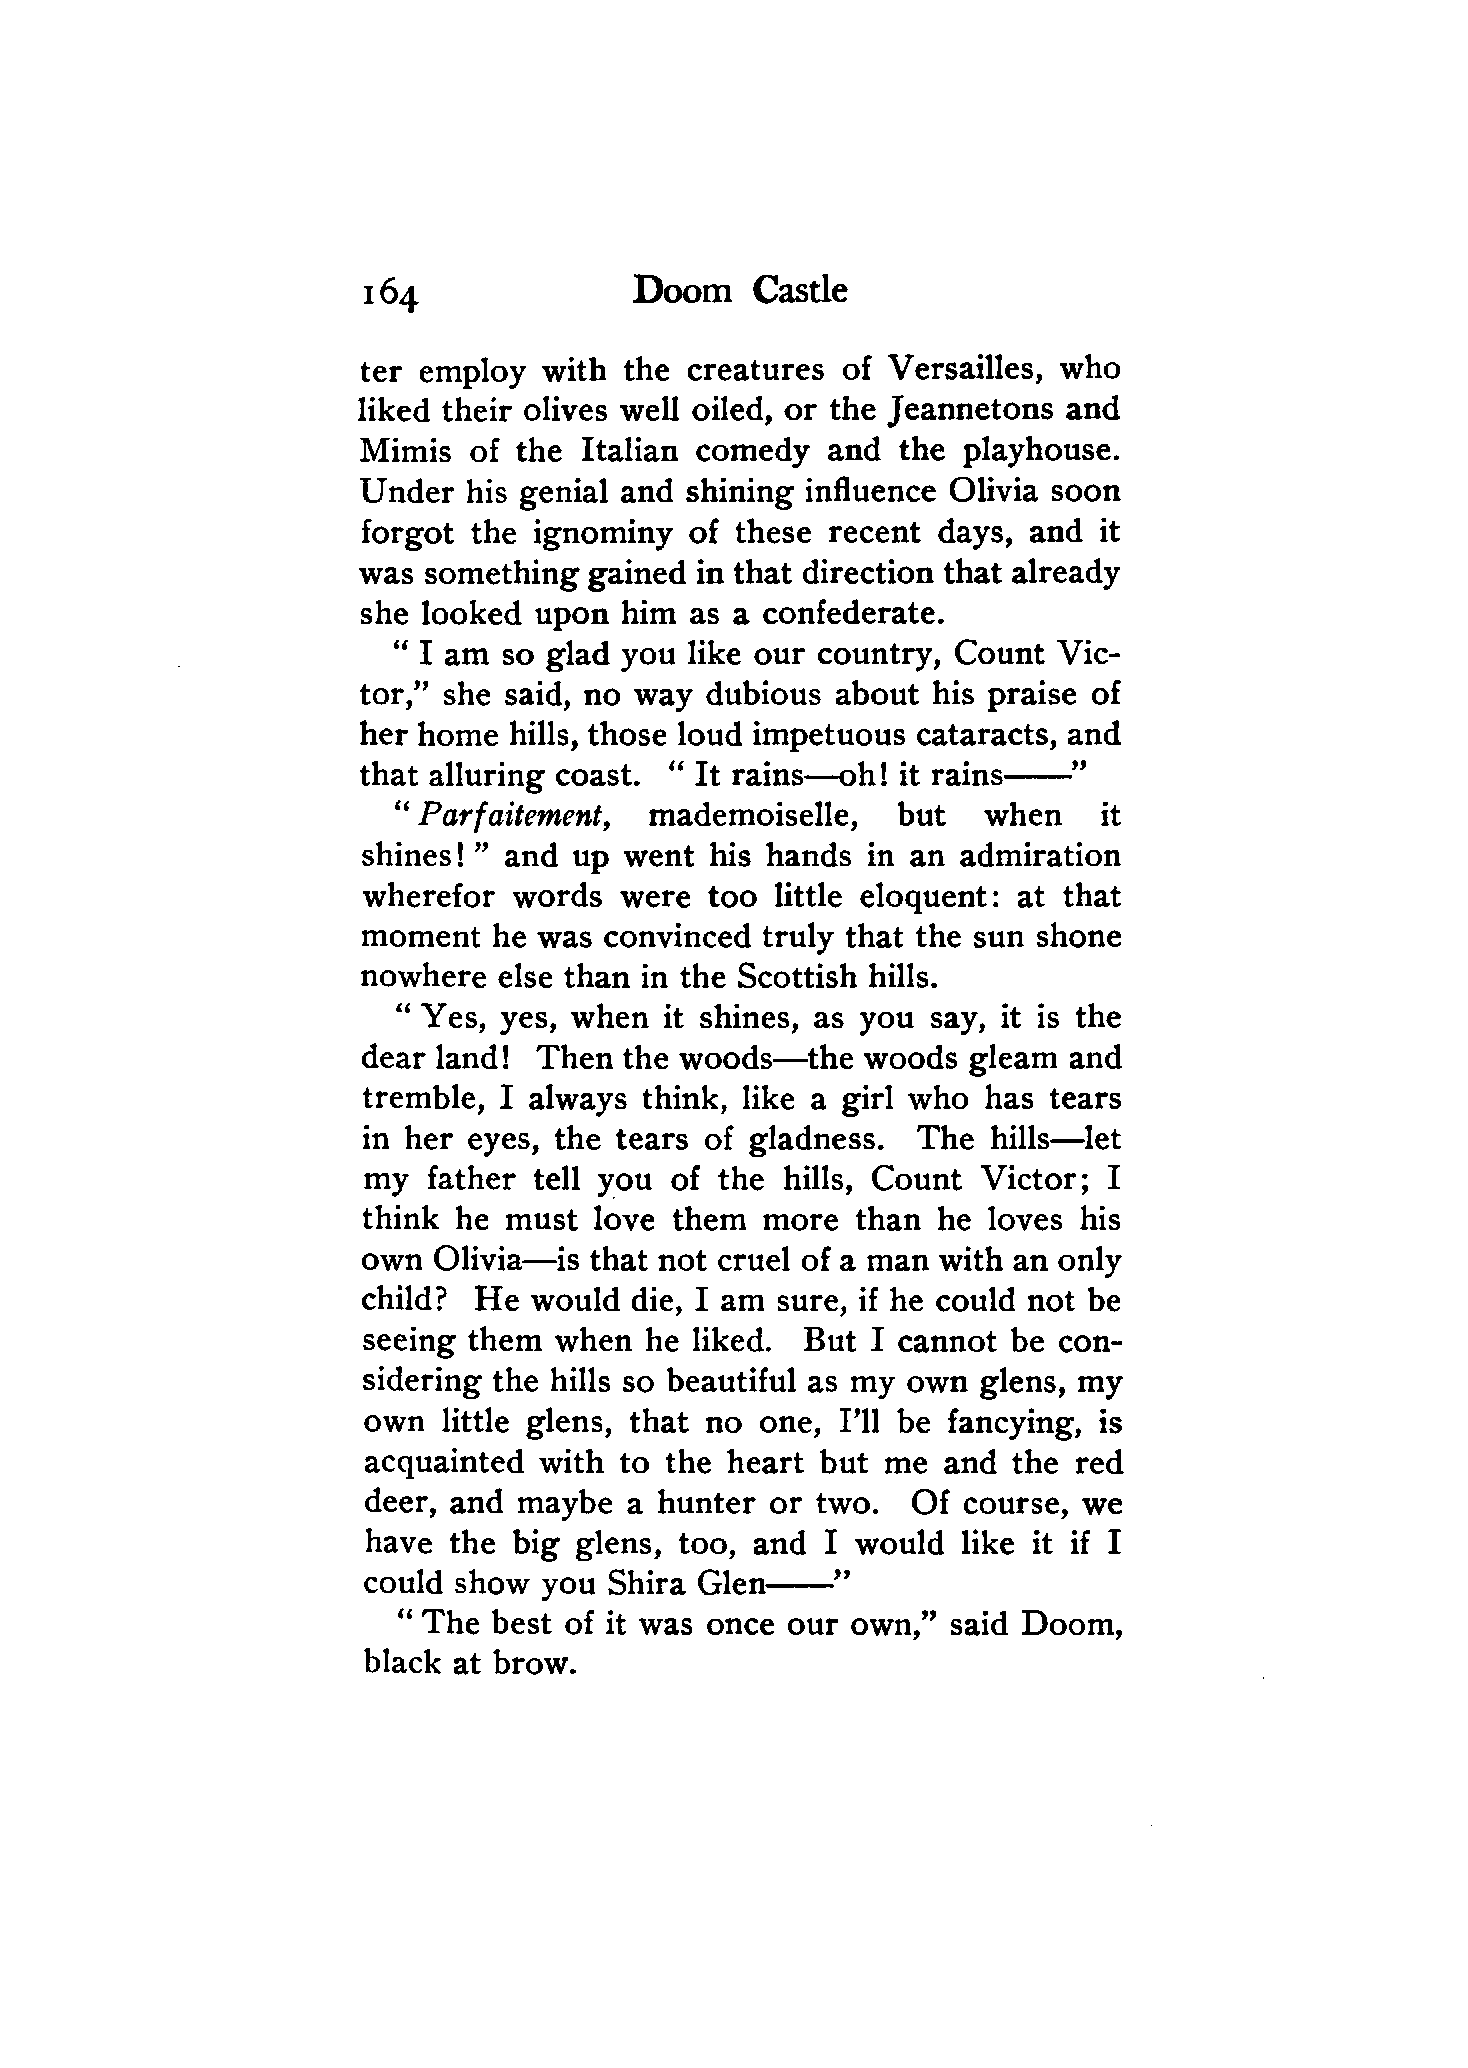 164 Doom Castle
ter employ with the creatures of Versailles, who
liked their olives well oiled, or the Jeannetons and
Mimis of the Italian comedy and the playhouse.
Under his genial and shining influence Olivia soon
forgot the ignominy of these recent days, and it
was something gained in that direction that already
she looked upon him as a confederate.
“ I am so glad you like our country, Count Vic-
tor,” she said, no way dubious about his praise of
her home hills, those loud impetuous cataracts, and
that alluring coast. “ It rains—oh! it rains——”
“ Parfaitement, mademoiselle, but when it
shines! ” and up went his hands in an admiration
wherefor words were too little eloquent: at that
moment he was convinced truly that the sun shone
nowhere else than in the Scottish hills.
“ Yes, yes, when it shines, as you say, it is the
dear land! Then the woods—the woods gleam and
tremble, I always think, like a girl who has tears
in her eyes, the tears of gladness. The hills—let
my father tell you of the hills, Count Victor; I
think he must love them more than he loves his
own Olivia—is that not cruel of a man with an only
child? He would die, I am sure, if he could not be
seeing them when he liked. But I cannot be con-
sidering the hills so beautiful as my own glens, my
own little glens, that no one, I’ll be fancying, is
acquainted with to the heart but me and the red
deer, and maybe a hunter or two. Of course, we
have the big glens, too, and I would like it if I
could show you Shira Glen——”
“ The best of it was once our own,” said Doom,
black at brow.